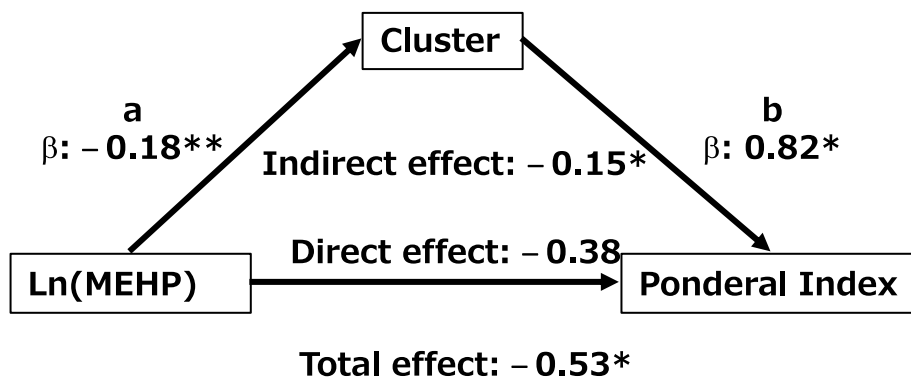 Cluster
a
β: −0.18**
b
β: 0.82*
Indirect effect: −0.15*
Direct effect: −0.38
Ln(MEHP)
Ponderal Index
Total effect: −0.53*